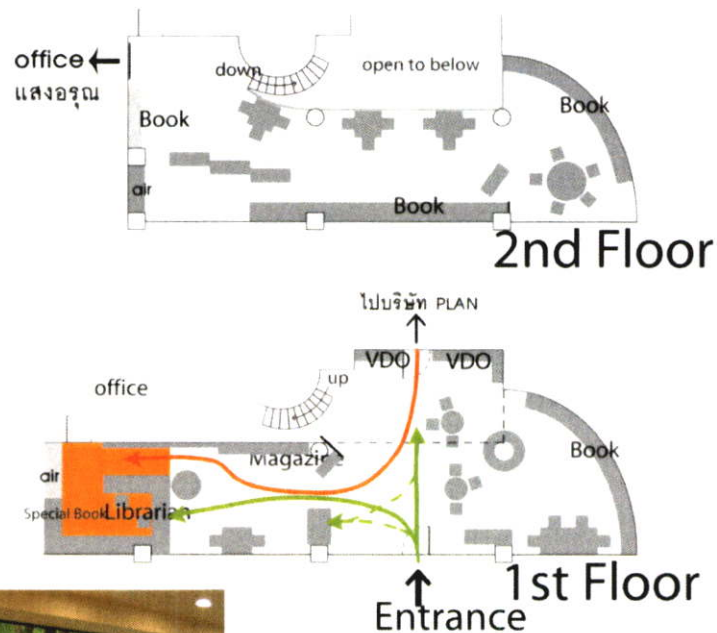 office
แสงอรุณ
down
open to below
Book
Book
air
Book
2nd Floor
ไปบริษัท PLAN
VDO VDO
up
office
Magazine
Book
air
Special Book Librarian
1st Floor
Entrance